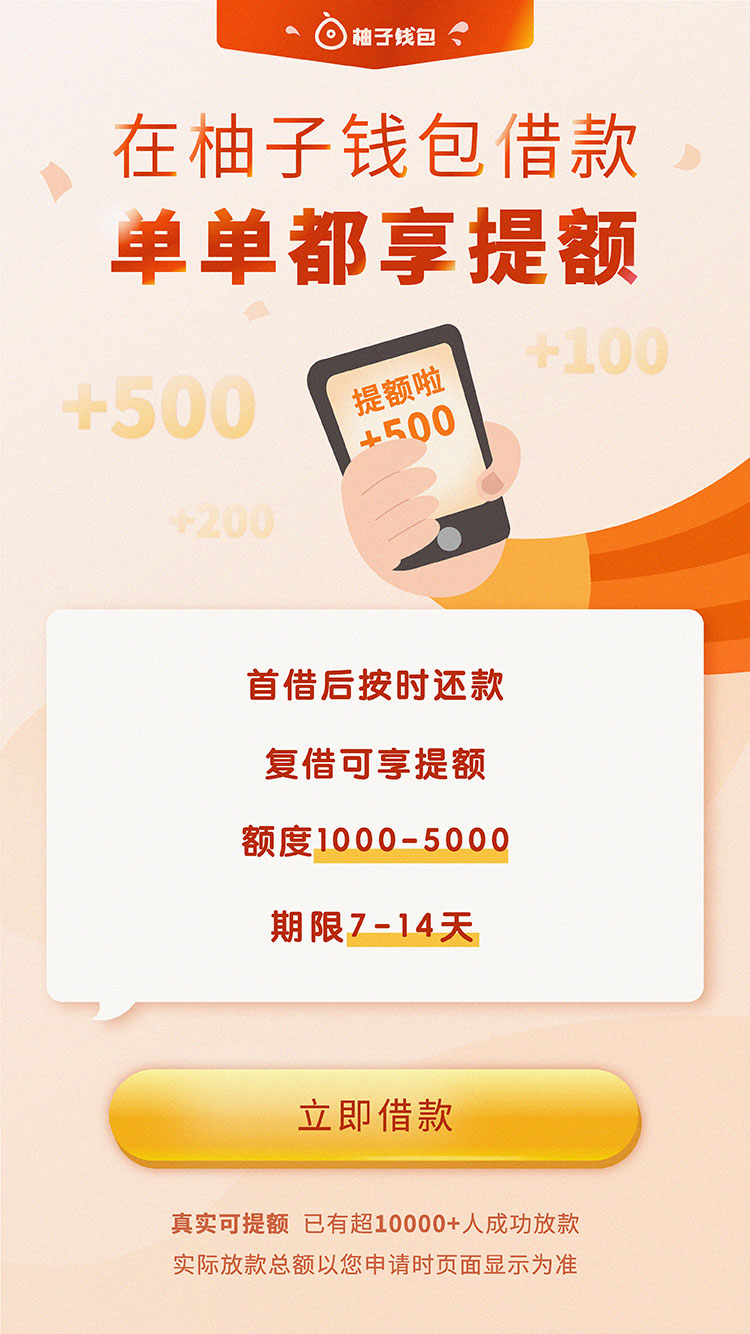 柚子钱包
在柚子钱包借款
单单都享提额
+100
提额啦
+500
+500
+200
首借后按时还款
复借可享提额
额度1000-5000
期限7-14天
立即借款
真实可提额 已有超10000+人成功放款
实际放款总额以您申请时页面显示为准